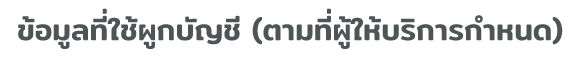 ข้อมูลที่ใช้ผูกบัญชี (ตามที่ผู้ให้บริการกำหนด)